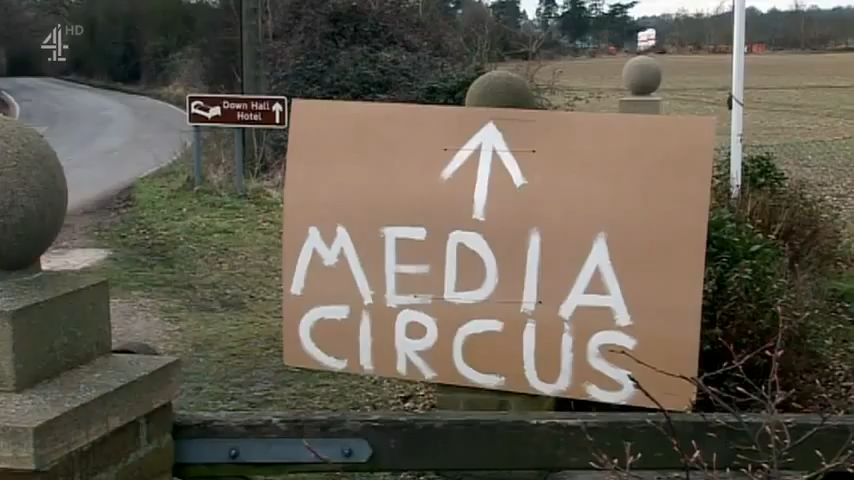 4 HD
Down Hall
Hotel
MEDIA
CIRCUS